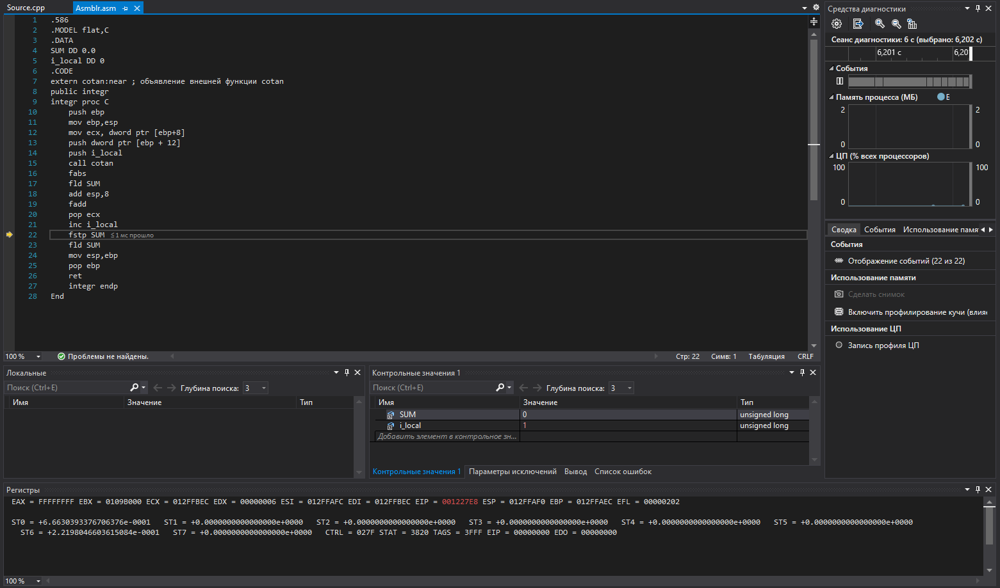 Source.cpp
Asmblr.asm
1 .586
2 .MODEL flat,C
3 .DATA
4 SUM DD 0.0
5 i_local DD 0
6 .CODE
7 extern cotan:near ; объявление внешней функции cotan
8 public integr
9 integr proc C
10 push ebp
11 mov ebp,esp
12 mov ecx, dword ptr [ebp+8]
13 push dword ptr [ebp + 12]
14 push i_local
15 call cotan
16 fabs
17 fld SUM
18 add esp,8
19 fadd
20 pop ecx
21 inc i_local
22 fstp SUM ≤ 1 мс прошло
23 fld SUM
24 mov esp,ebp
25 pop ebp
26 ret
27 integr endp
28 End
100 %
Проблемы не найдены.
Стр: 22 Симв: 1 Табуляция CRLF
Средства диагностики
Сеанс диагностики: 6 с (выбрано: 6,202 с)
6,201 с 6,20
События
Память процесса (МБ)
2 2
0 0
ЦП (% всех процессоров)
100 100
0 0
Сводка События Использование памят
События
Отображение событий (22 из 22)
Использование памяти
Сделать снимок
Включить профилирование кучи (влия
Использование ЦП
Запись профиля ЦП
Локальные
Поиск (Ctrl+E) Глубина поиска: 3
Имя Значение Тип
Контрольные значения 1
Поиск (Ctrl+E) Глубина поиска: 3
Имя Значение Тип
SUM 0 unsigned long
i_local 1 unsigned long
Добавить элемент в контрольное зн...
Контрольные значения 1 Параметры исключений Вывод Список ошибок
Регистры
EAX = FFFFFFFF EBX = 0109B000 ECX = 012FFBEC EDX = 00000006 ESI = 012FFAFC EDI = 012FFBEC EIP = 001227E8 ESP = 012FFAF0 EBP = 012FFAEC EFL = 00000202
ST0 = +6.6630393376706376e-0001 ST1 = +0.0000000000000000e+0000 ST2 = +0.0000000000000000e+0000 ST3 = +0.0000000000000000e+0000 ST4 = +0.0000000000000000e+0000 ST5 = +0.0000000000000000e+0000
ST6 = +2.2198046603615084e-0001 ST7 = +0.0000000000000000e+0000 CTRL = 027F STAT = 3820 TAGS = 3FFF EIP = 00000000 EDO = 00000000
100 %